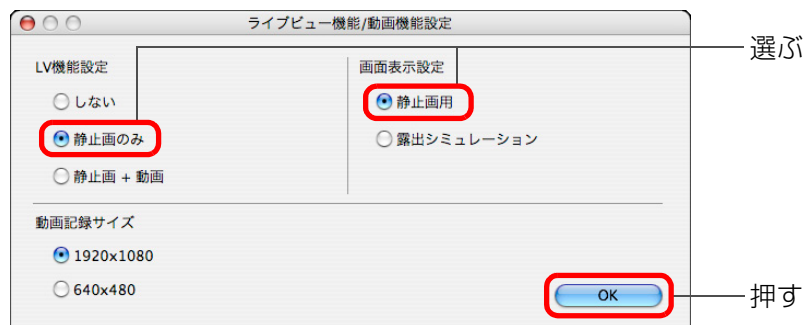 ライブビュー機能/動画機能設定
選ぶ
LV機能設定
しない
静止画のみ
静止画 + 動画
画面表示設定
静止画用
露出シミュレーション
動画記録サイズ
1920x1080
640x480
OK
押す